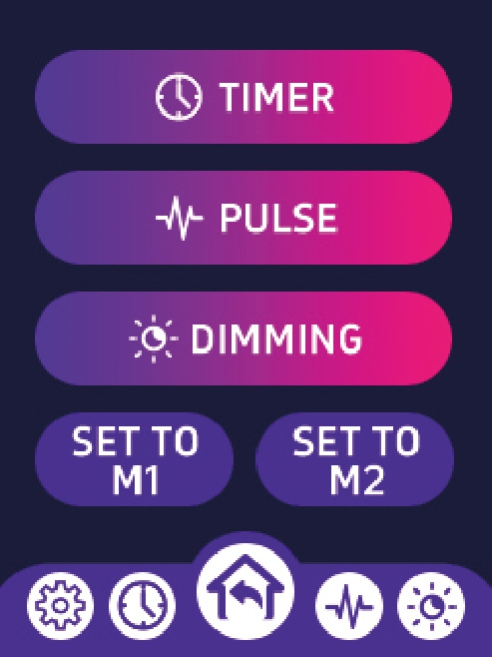 TIMER
PULSE
DIMMING
SET TO
M1
SET TO
M2